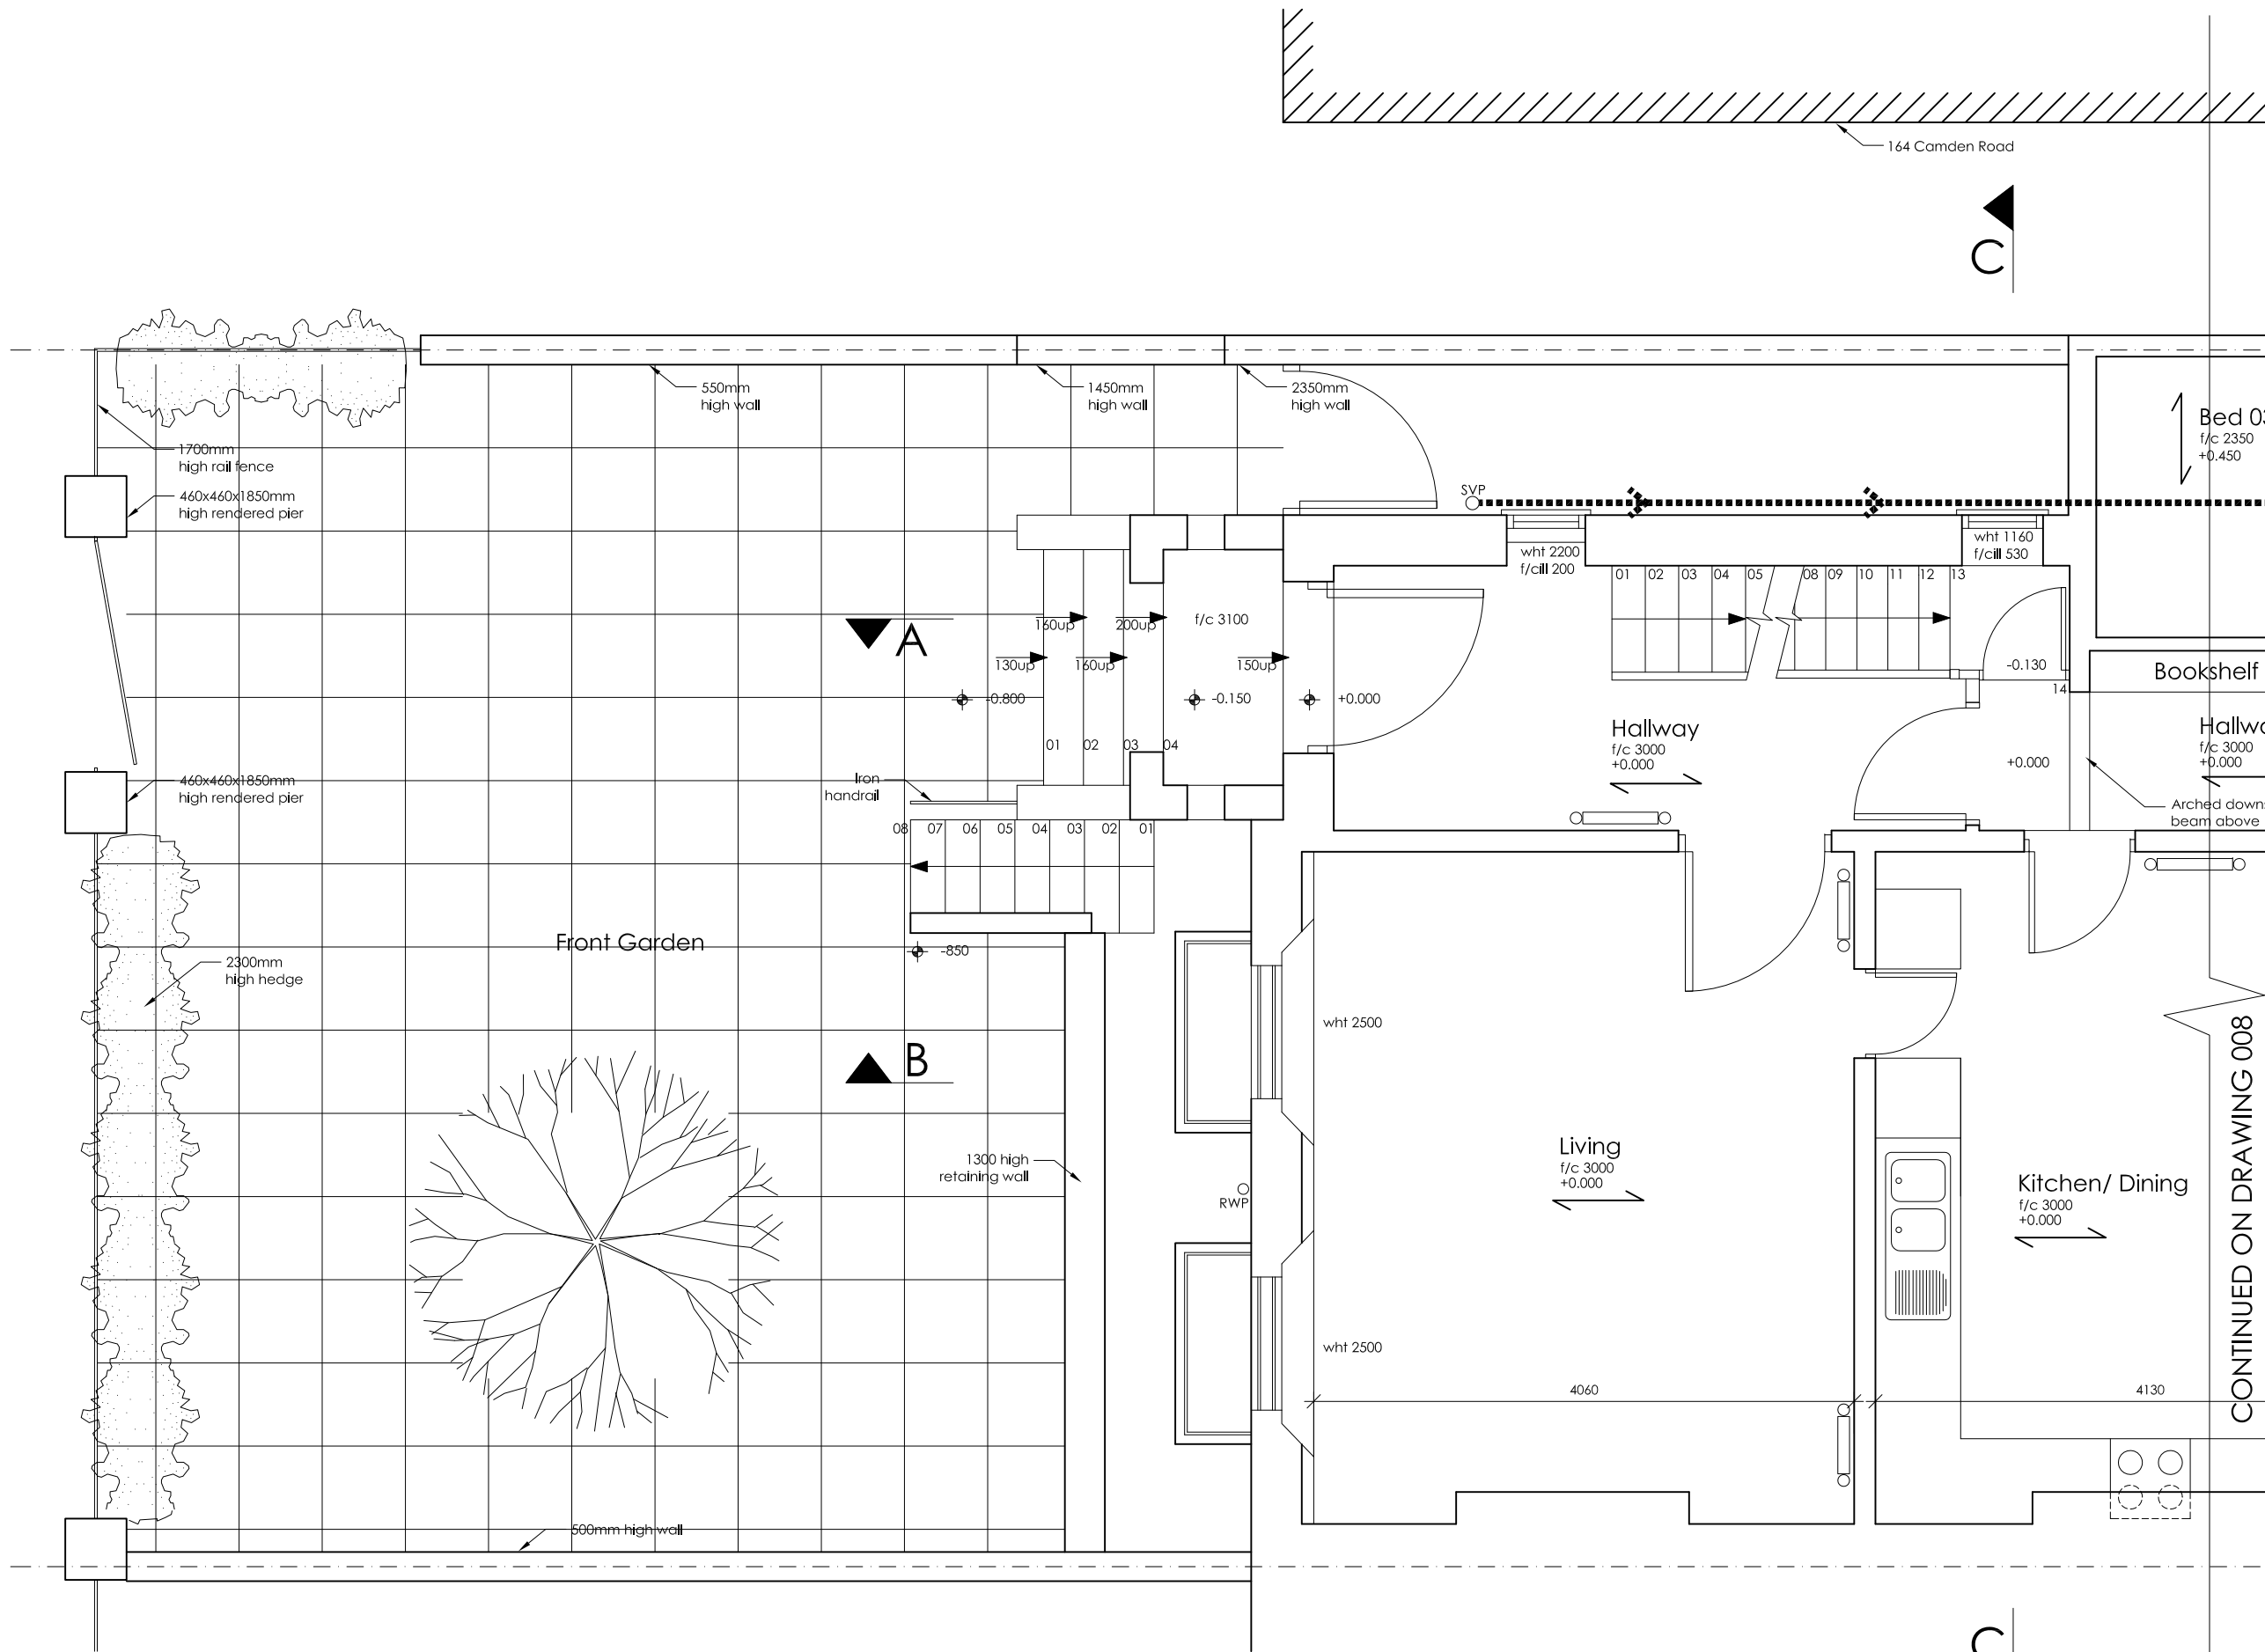 164 Camden Road
C
550mm
high wall
1450mm
high wall
2350mm
high wall
1700mm
high rail fence
460x460x1850mm
high rendered pier
SVP
Bed 03
f/c 2350
+0.450
wht 2200
f/cill 200
wht 1160
f/cill 530
01 02 03 04 05 08 09 10 11 12 13
160up
200up
f/c 3100
A
130up
160up
150up
-0.800
-0.150
+0.000
-0.130
14
Bookshelf
01 02 03 04
Hallway
f/c 3000
+0.000
+0.000
f/c 3000
+0.000
Iron
handrail
460x460x1850mm
high rendered pier
Arched
beam above
08 07 06 05 04 03 02 01
Front Garden
-850
2300mm
high hedge
wht 2500
B
1300 high
retaining wall
RWP
Living
f/c 3000
+0.000
Kitchen/ Dining
f/c 3000
+0.000
CONTINUED ON DRAWING 008
wht 2500
4060
4130
500mm high wall
C